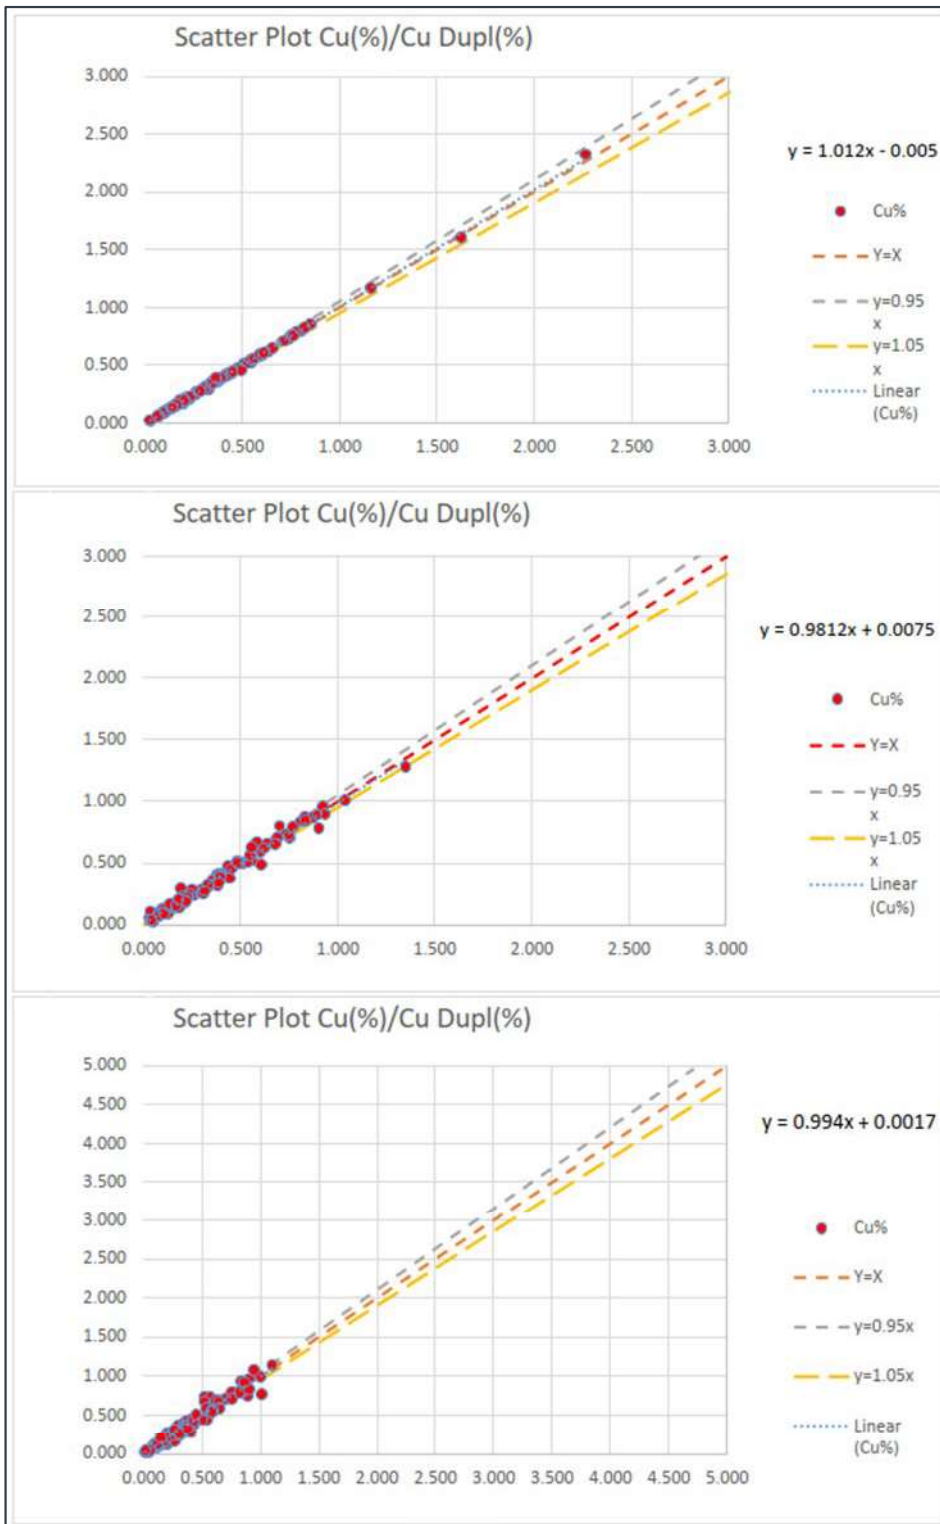 Scatter Plot Cu(%)/Cu Dupl(%)
3.000
2.500
2.000
1.500
1.000
0.500
0.000
0.000 0.500 1.000 1.500 2.000 2.500 3.000
y = 1.012x - 0.005
Cu%
Y=X
y=0.95
x
y=1.05
x
Linear
(Cu%)
Scatter Plot Cu(%)/Cu Dupl(%)
3.000
2.500
2.000
1.500
1.000
0.500
0.000
0.000 0.500 1.000 1.500 2.000 2.500 3.000
y = 0.9812x + 0.0075
Cu%
Y=X
y=0.95
x
y=1.05
x
Linear
(Cu%)
Scatter Plot Cu(%)/Cu Dupl(%)
5.000
4.500
4.000
3.500
3.000
2.500
2.000
1.500
1.000
0.500
0.000
0.000 0.500 1.000 1.500 2.000 2.500 3.000 3.500 4.000 4.500 5.000
y = 0.994x + 0.0017
Cu%
Y=X
y=0.95x
y=1.05x
Linear
(Cu%)